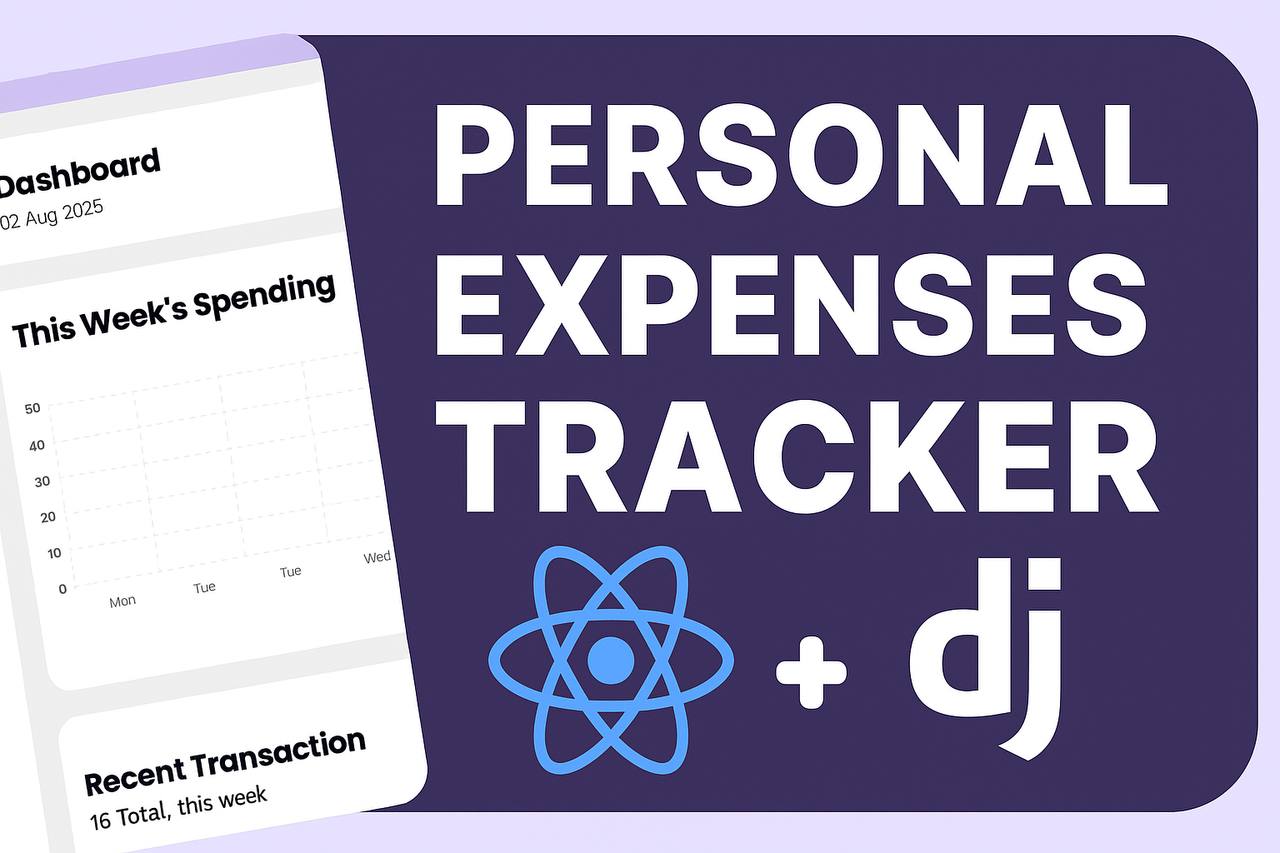 Dashboard
02 Aug 2025
This Week's Spending
50
40
30
20
10
0
Mon
Tue
Tue
Wed
Recent Transaction
16 Total, this week
PERSONAL
EXPENSES
TRACKER
+ dj